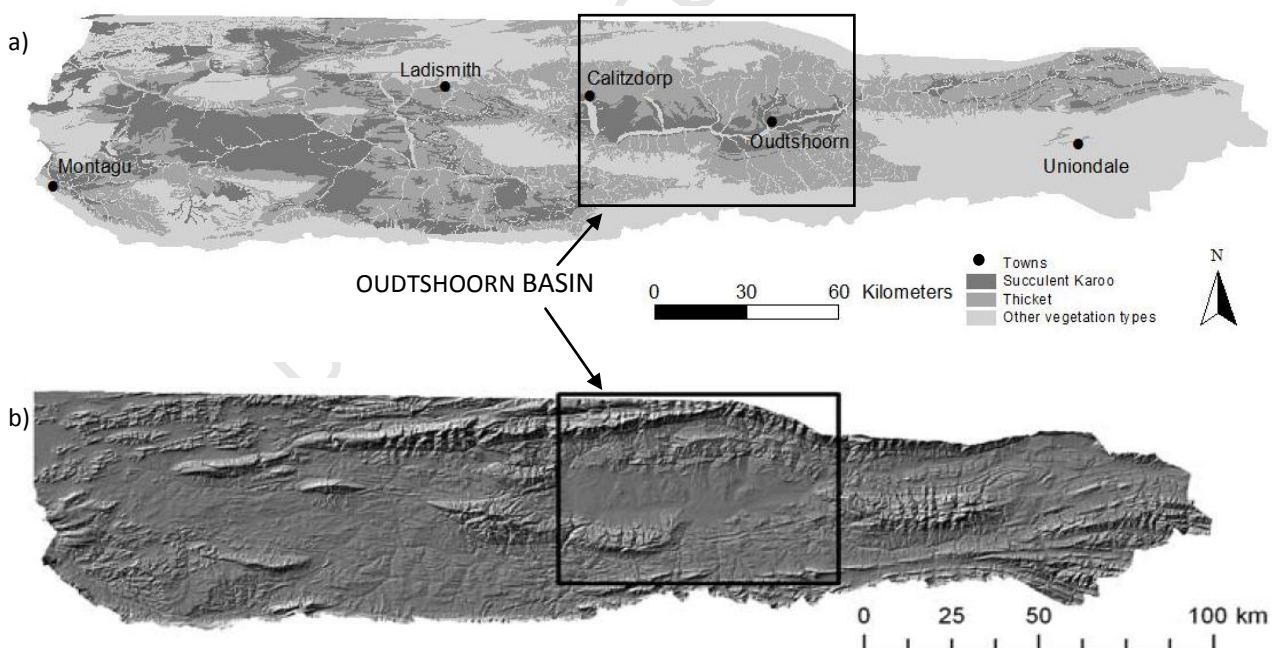 a)
Ladismith
Calitzdorp
Oudtshoorn
Montagu
Uniondale
OUDTSHOORN BASIN
0 30 60 Kilometers
Towns
Succulent Karoo
Thicket
Other vegetation types
N
b)
0 25 50 100 km